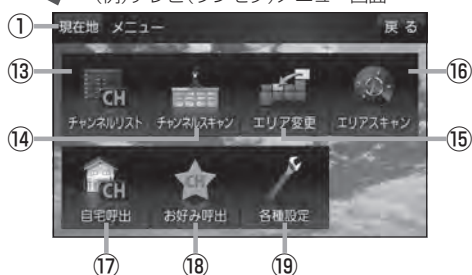 (例)テレビ(ワンセグ)メニュー画面
①
現在地 メニュー 戻る
⑬ ⑯
CH
チャンネルリスト チャンネルスキャン エリア変更 エリアスキャン
⑭ ⑮
CH CH
自宅呼出 お好み呼出 各種設定
⑰ ⑱ ⑲